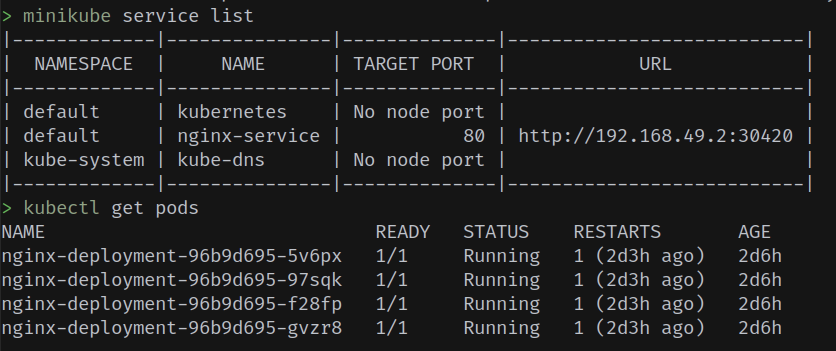 > minikube service list
|-------------|---------------|--------------|---------------------------|
|  NAMESPACE  |     NAME      | TARGET PORT  |            URL            |
|-------------|---------------|--------------|---------------------------|
| default     | kubernetes    | No node port |                           |
| default     | nginx-service |           80 | http://192.168.49.2:30420 |
| kube-system | kube-dns      | No node port |                           |
|-------------|---------------|--------------|---------------------------|
> kubectl get pods
NAME                              READY   STATUS    RESTARTS       AGE
nginx-deployment-96b9d695-5v6px   1/1     Running   1 (2d3h ago)   2d6h
nginx-deployment-96b9d695-97sqk   1/1     Running   1 (2d3h ago)   2d6h
nginx-deployment-96b9d695-f28fp   1/1     Running   1 (2d3h ago)   2d6h
nginx-deployment-96b9d695-gvzr8   1/1     Running   1 (2d3h ago)   2d6h